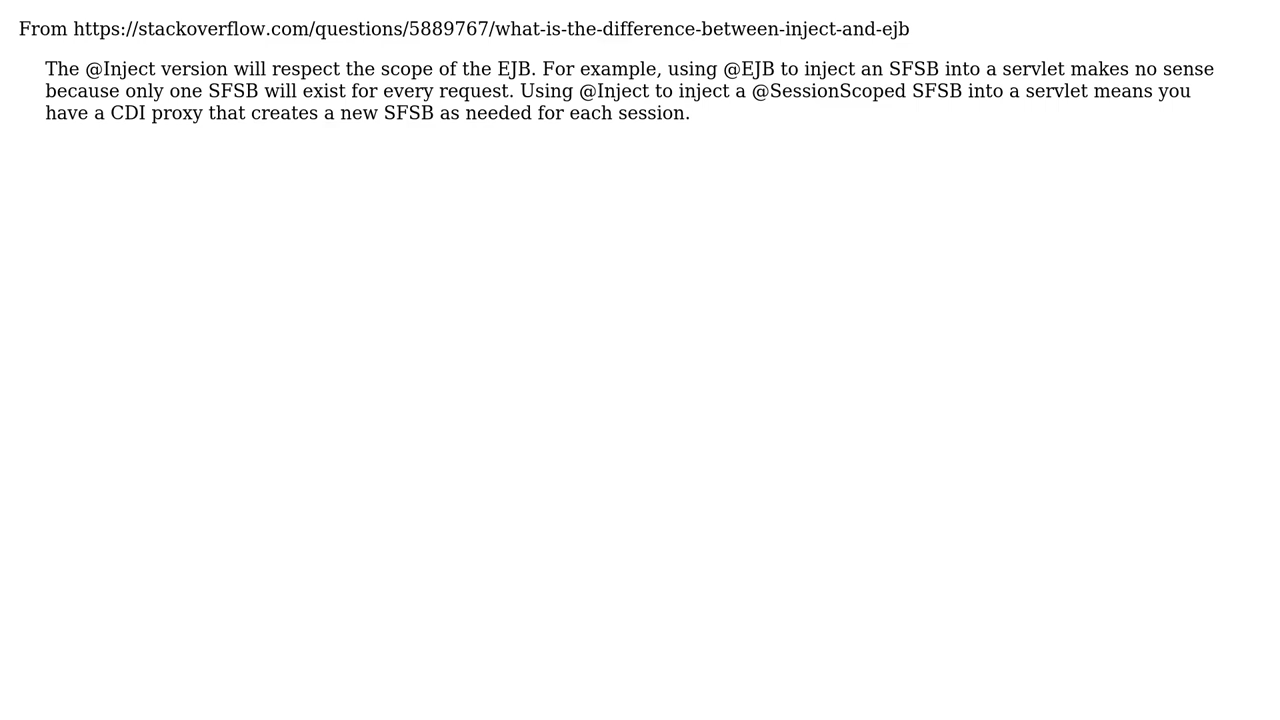 From https://stackoverflow.com/questions/5889767/what-is-the-difference-between-inject-and-ejb
The @Inject version will respect the scope of the EJB. For example, using @EJB to inject an SFSB into a servlet makes no sense
because only one SFSB will exist for every request. Using @Inject to inject a @SessionScoped SFSB into a servlet means you
have a CDI proxy that creates a new SFSB as needed for each session.